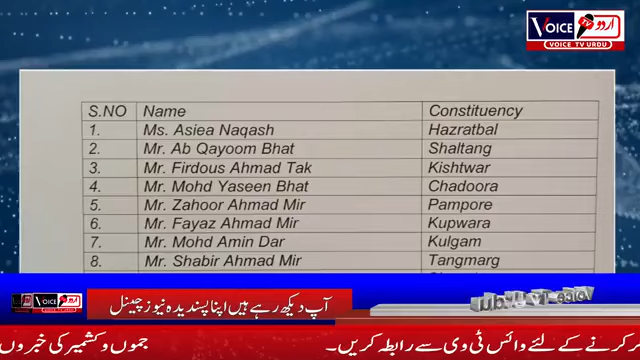 VOICE TV اردو
VOICE TV URDU
S.NO Name Constituency
1. Ms. Asiea Naqash Hazratbal
2. Mr. Ab Qayoom Bhat Shaltang
3. Mr. Firdous Ahmad Tak Kishtwar
4. Mr. Mohd Yaseen Bhat Chadoora
5. Mr. Zahoor Ahmad Mir Pampore
6. Mr. Fayaz Ahmad Mir Kupwara
7. Mr. Mohd Amin Dar Kulgam
8. Mr. Shabir Ahmad Mir Tangmarg
VOICE
آپ دیکھ رہے ہیں اپنا پسندیدہ نیوز چینل
کرنے کے لئے وائس ٹی وی سے رابطہ کریں۔ جموں و کشمیر کی خبروں